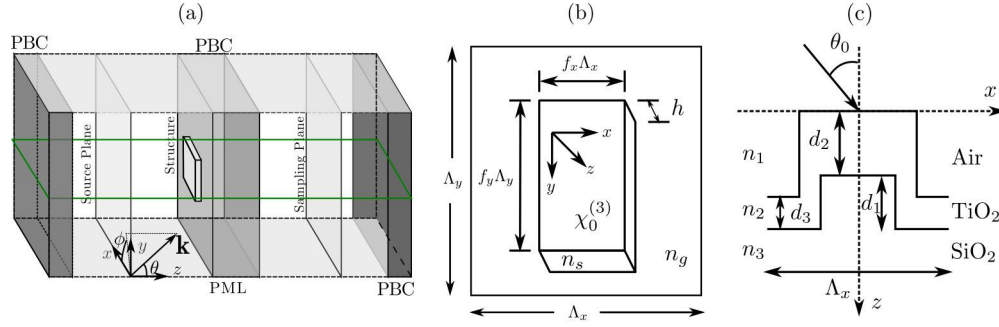 (a)
PBC
PBC
Source Plane
Structure
Sampling Plane
ϕ
y
x
k
θ
z
PML
PBC
(b)
f_xΛ_x
h
x
z
y
Λ_y
f_yΛ_y
χ_0^{(3)}
n_s
n_g
Λ_x
(c)
θ_0
x
d_2
n_1
Air
d_1
n_2
d_3
TiO_2
n_3
SiO_2
Λ_x
z